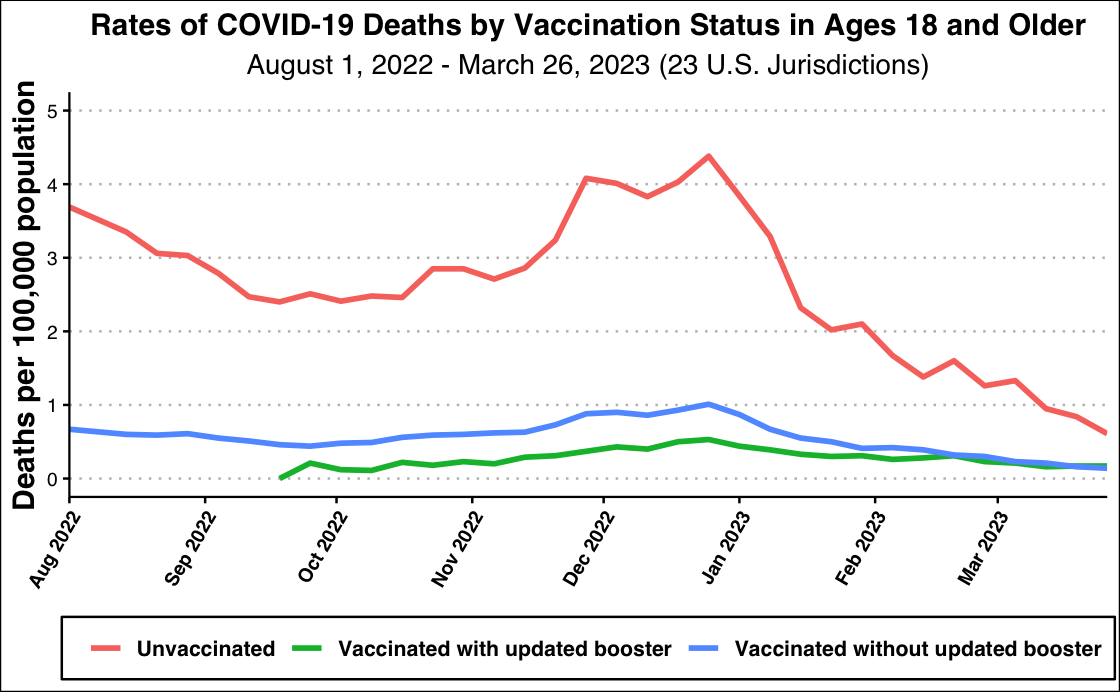 Rates of COVID-19 Deaths by Vaccination Status in Ages 18 and Older
August 1, 2022 - March 26, 2023 (23 U.S. Jurisdictions)
Deaths per 100,000 population
5
4
3
2
1
0
Aug 2022
Sep 2022
Oct 2022
Nov 2022
Dec 2022
Jan 2023
Feb 2023
Mar 2023
Unvaccinated
Vaccinated with updated booster
Vaccinated without updated booster